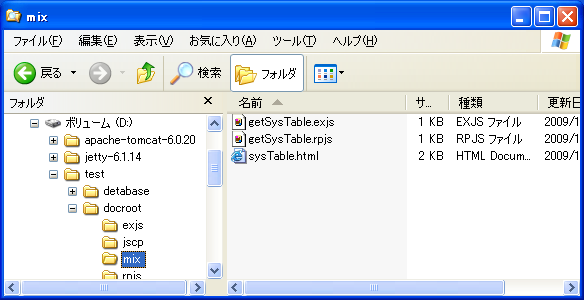 mix
ファイル(F) 編集(E) 表示(V) お気に入り(A) ツール(T) ヘルプ(H)
戻る 検索 フォルダ
フォルダ
ボリューム (D:)
apache-tomcat-6.0.20
jetty-6.1.14
test
detabase
docroot
exjs
jscp
mix
rpjs
名前 サ... 種類 更新日
getSysTable.exjs 1 KB EXJS ファイル 2009/1
getSysTable.rpjs 1 KB RPJS ファイル 2009/1
sysTable.html 2 KB HTML Docum... 2009/1